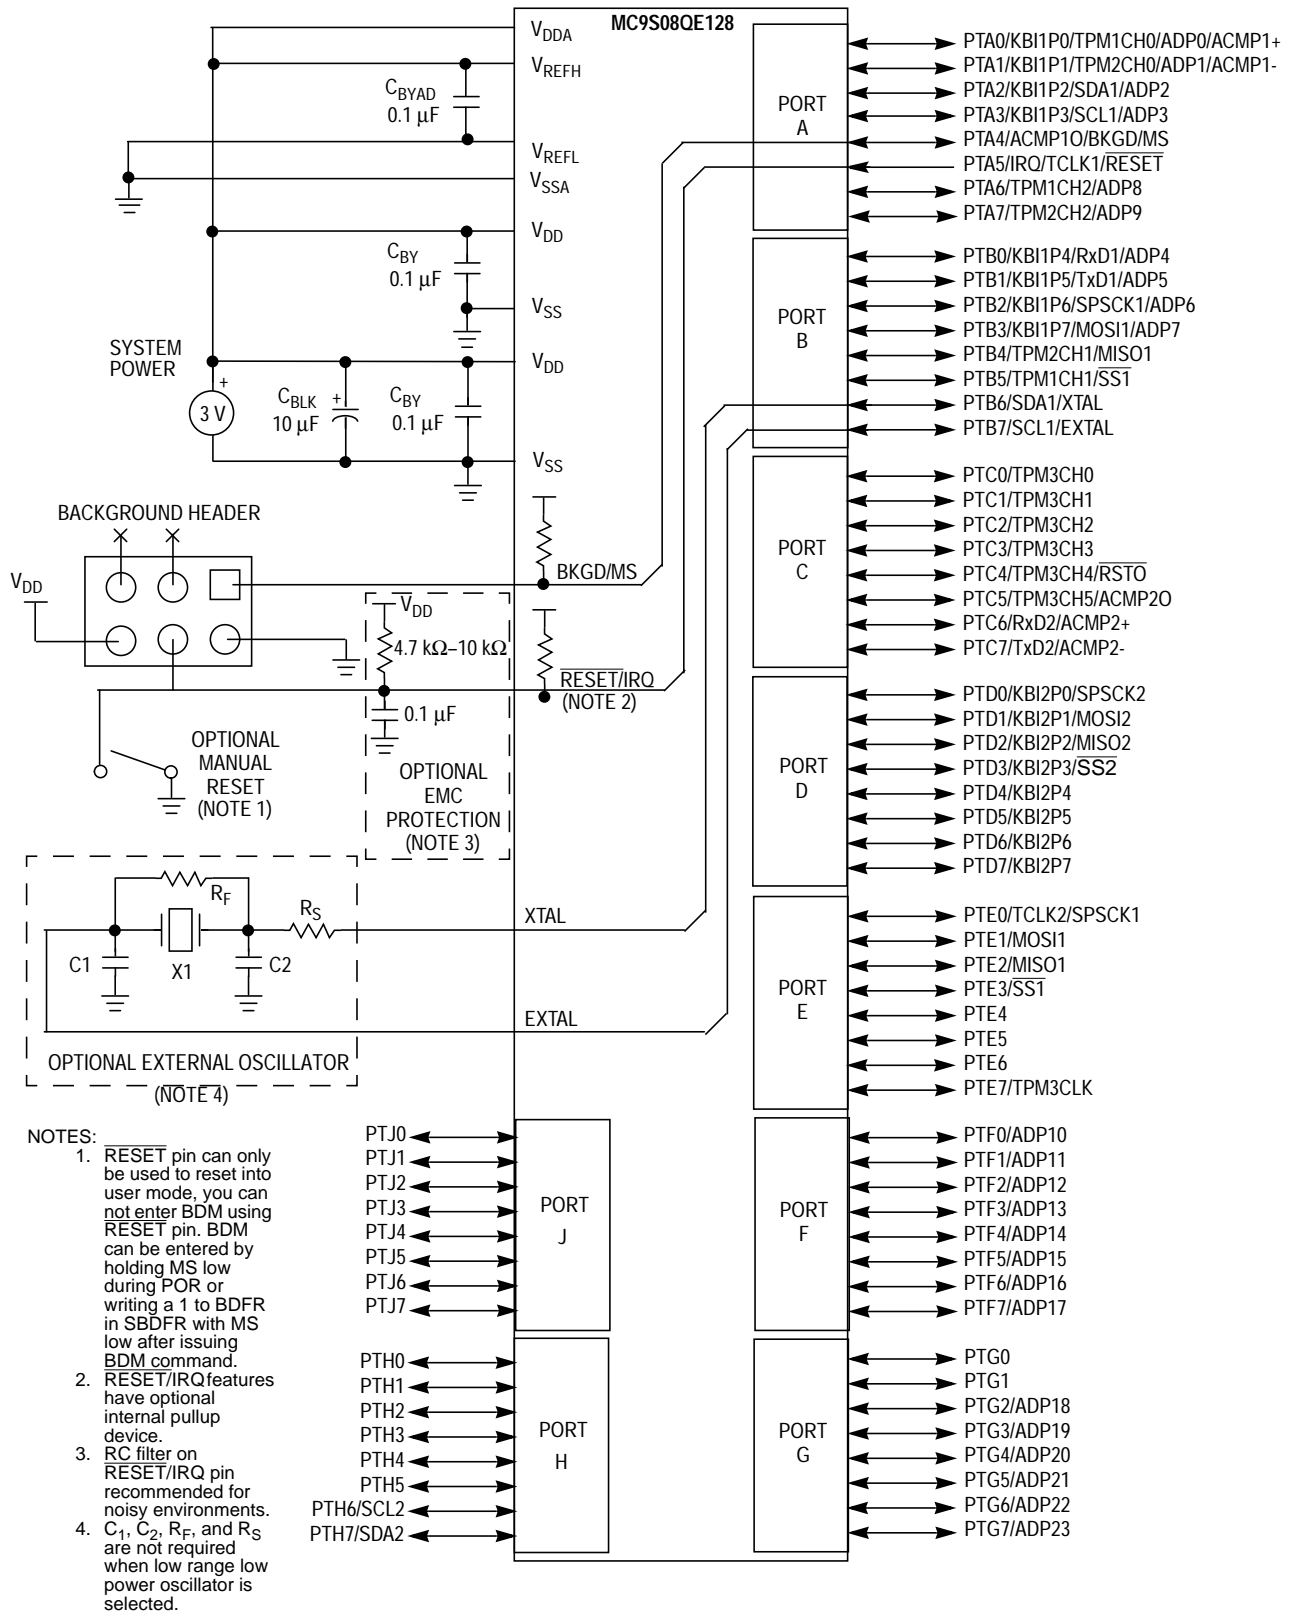 MC9S08QE128
VDDA
VREFH
CBYAD
0.1 μF
VREFL
VSSA
VDD
CBY
0.1 μF
VSS
SYSTEM
POWER
3 V
+
CBLK
+
10 μF
CBY
0.1 μF
VDD
VSS
BACKGROUND HEADER
VDD
BKGD/MS
VDD
4.7 kΩ–10 kΩ
0.1 μF
RESET/IRQ
(NOTE 2)
OPTIONAL
MANUAL
RESET
(NOTE 1)
OPTIONAL
EMC
PROTECTION
(NOTE 3)
RF
RS
C1
X1
C2
XTAL
EXTAL
OPTIONAL EXTERNAL OSCILLATOR
(NOTE 4)
PORT
A
PTA0/KBI1P0/TPM1CH0/ADP0/ACMP1+
PTA1/KBI1P1/TPM2CH0/ADP1/ACMP1-
PTA2/KBI1P2/SDA1/ADP2
PTA3/KBI1P3/SCL1/ADP3
PTA4/ACMP1O/BKGD/MS
PTA5/IRQ/TCLK1/RESET
PTA6/TPM1CH2/ADP8
PTA7/TPM2CH2/ADP9
PORT
B
PTB0/KBI1P4/RxD1/ADP4
PTB1/KBI1P5/TxD1/ADP5
PTB2/KBI1P6/SPSCK1/ADP6
PTB3/KBI1P7/MOSI1/ADP7
PTB4/TPM2CH1/MISO1
PTB5/TPM1CH1/SS1
PTB6/SDA1/XTAL
PTB7/SCL1/EXTAL
PORT
C
PTC0/TPM3CH0
PTC1/TPM3CH1
PTC2/TPM3CH2
PTC3/TPM3CH3
PTC4/TPM3CH4/RSTO
PTC5/TPM3CH5/ACMP2O
PTC6/RxD2/ACMP2+
PTC7/TxD2/ACMP2-
PORT
D
PTD0/KBI2P0/SPSCK2
PTD1/KBI2P1/MOSI2
PTD2/KBI2P2/MISO2
PTD3/KBI2P3/SS2
PTD4/KBI2P4
PTD5/KBI2P5
PTD6/KBI2P6
PTD7/KBI2P7
PORT
E
PTE0/TCLK2/SPSCK1
PTE1/MOSI1
PTE2/MISO1
PTE3/SS1
PTE4
PTE5
PTE6
PTE7/TPM3CLK
PORT
F
PTF0/ADP10
PTF1/ADP11
PTF2/ADP12
PTF3/ADP13
PTF4/ADP14
PTF5/ADP15
PTF6/ADP16
PTF7/ADP17
PORT
G
PTG0
PTG1
PTG2/ADP18
PTG3/ADP19
PTG4/ADP20
PTG5/ADP21
PTG6/ADP22
PTG7/ADP23
PTJ0
PTJ1
PTJ2
PTJ3
PTJ4
PTJ5
PTJ6
PTJ7
PORT
J
PTH0
PTH1
PTH2
PTH3
PTH4
PTH5
PTH6/SCL2
PTH7/SDA2
PORT
H
NOTES:
1. RESET pin can only
be used to reset into
user mode, you can
not enter BDM using
RESET pin. BDM
can be entered by
holding MS low
during POR or
writing a 1 to BDFR
in SBDFR with MS
low after issuing
BDM command.
2. RESET/IRQ features
have optional
internal pullup
device.
3. RC filter on
RESET/IRQ pin
recommended for
noisy environments.
4. C1, C2, RF, and RS
are not required
when low range low
power oscillator is
selected.